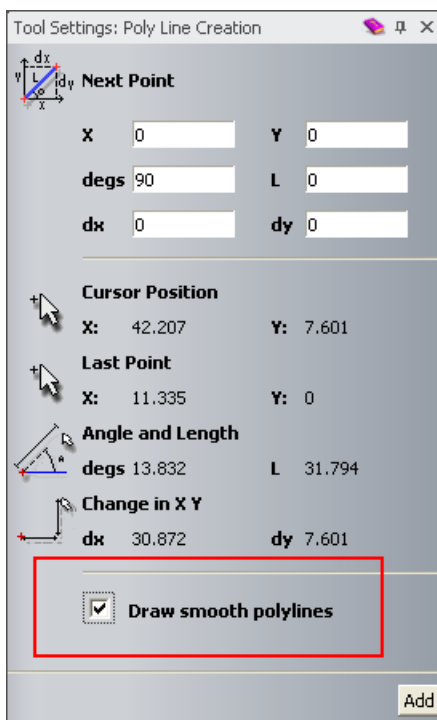 Tool Settings: Poly Line Creation
dx
y L dy
x
Next Point
X 0 Y 0
degs 90 L 0
dx 0 dy 0
Cursor Position
X: 42.207 Y: 7.601
Last Point
X: 11.335 Y: 0
Angle and Length
degs 13.832 L 31.794
Change in X Y
dx 30.872 dy 7.601
Draw smooth polylines
Add